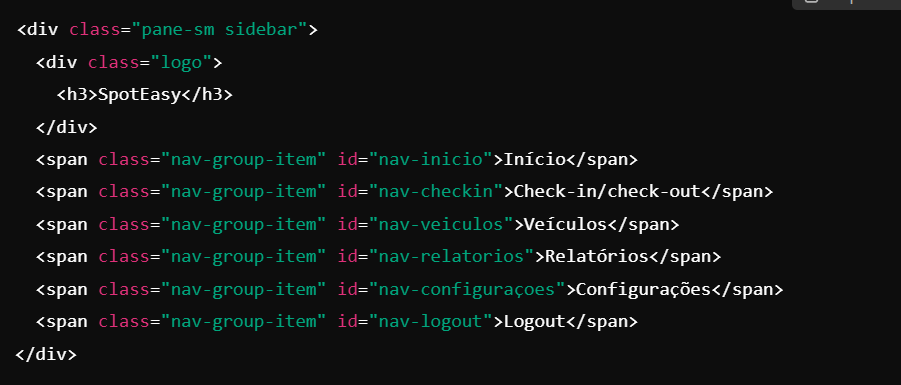 <div class="pane-sm sidebar">
  <div class="logo">
    <h3>SpotEasy</h3>
  </div>
  <span class="nav-group-item" id="nav-inicio">Início</span>
  <span class="nav-group-item" id="nav-checkin">Check-in/check-out</span>
  <span class="nav-group-item" id="nav-veiculos">Veículos</span>
  <span class="nav-group-item" id="nav-relatorios">Relatórios</span>
  <span class="nav-group-item" id="nav-configuraçoes">Configurações</span>
  <span class="nav-group-item" id="nav-logout">Logout</span>
</div>